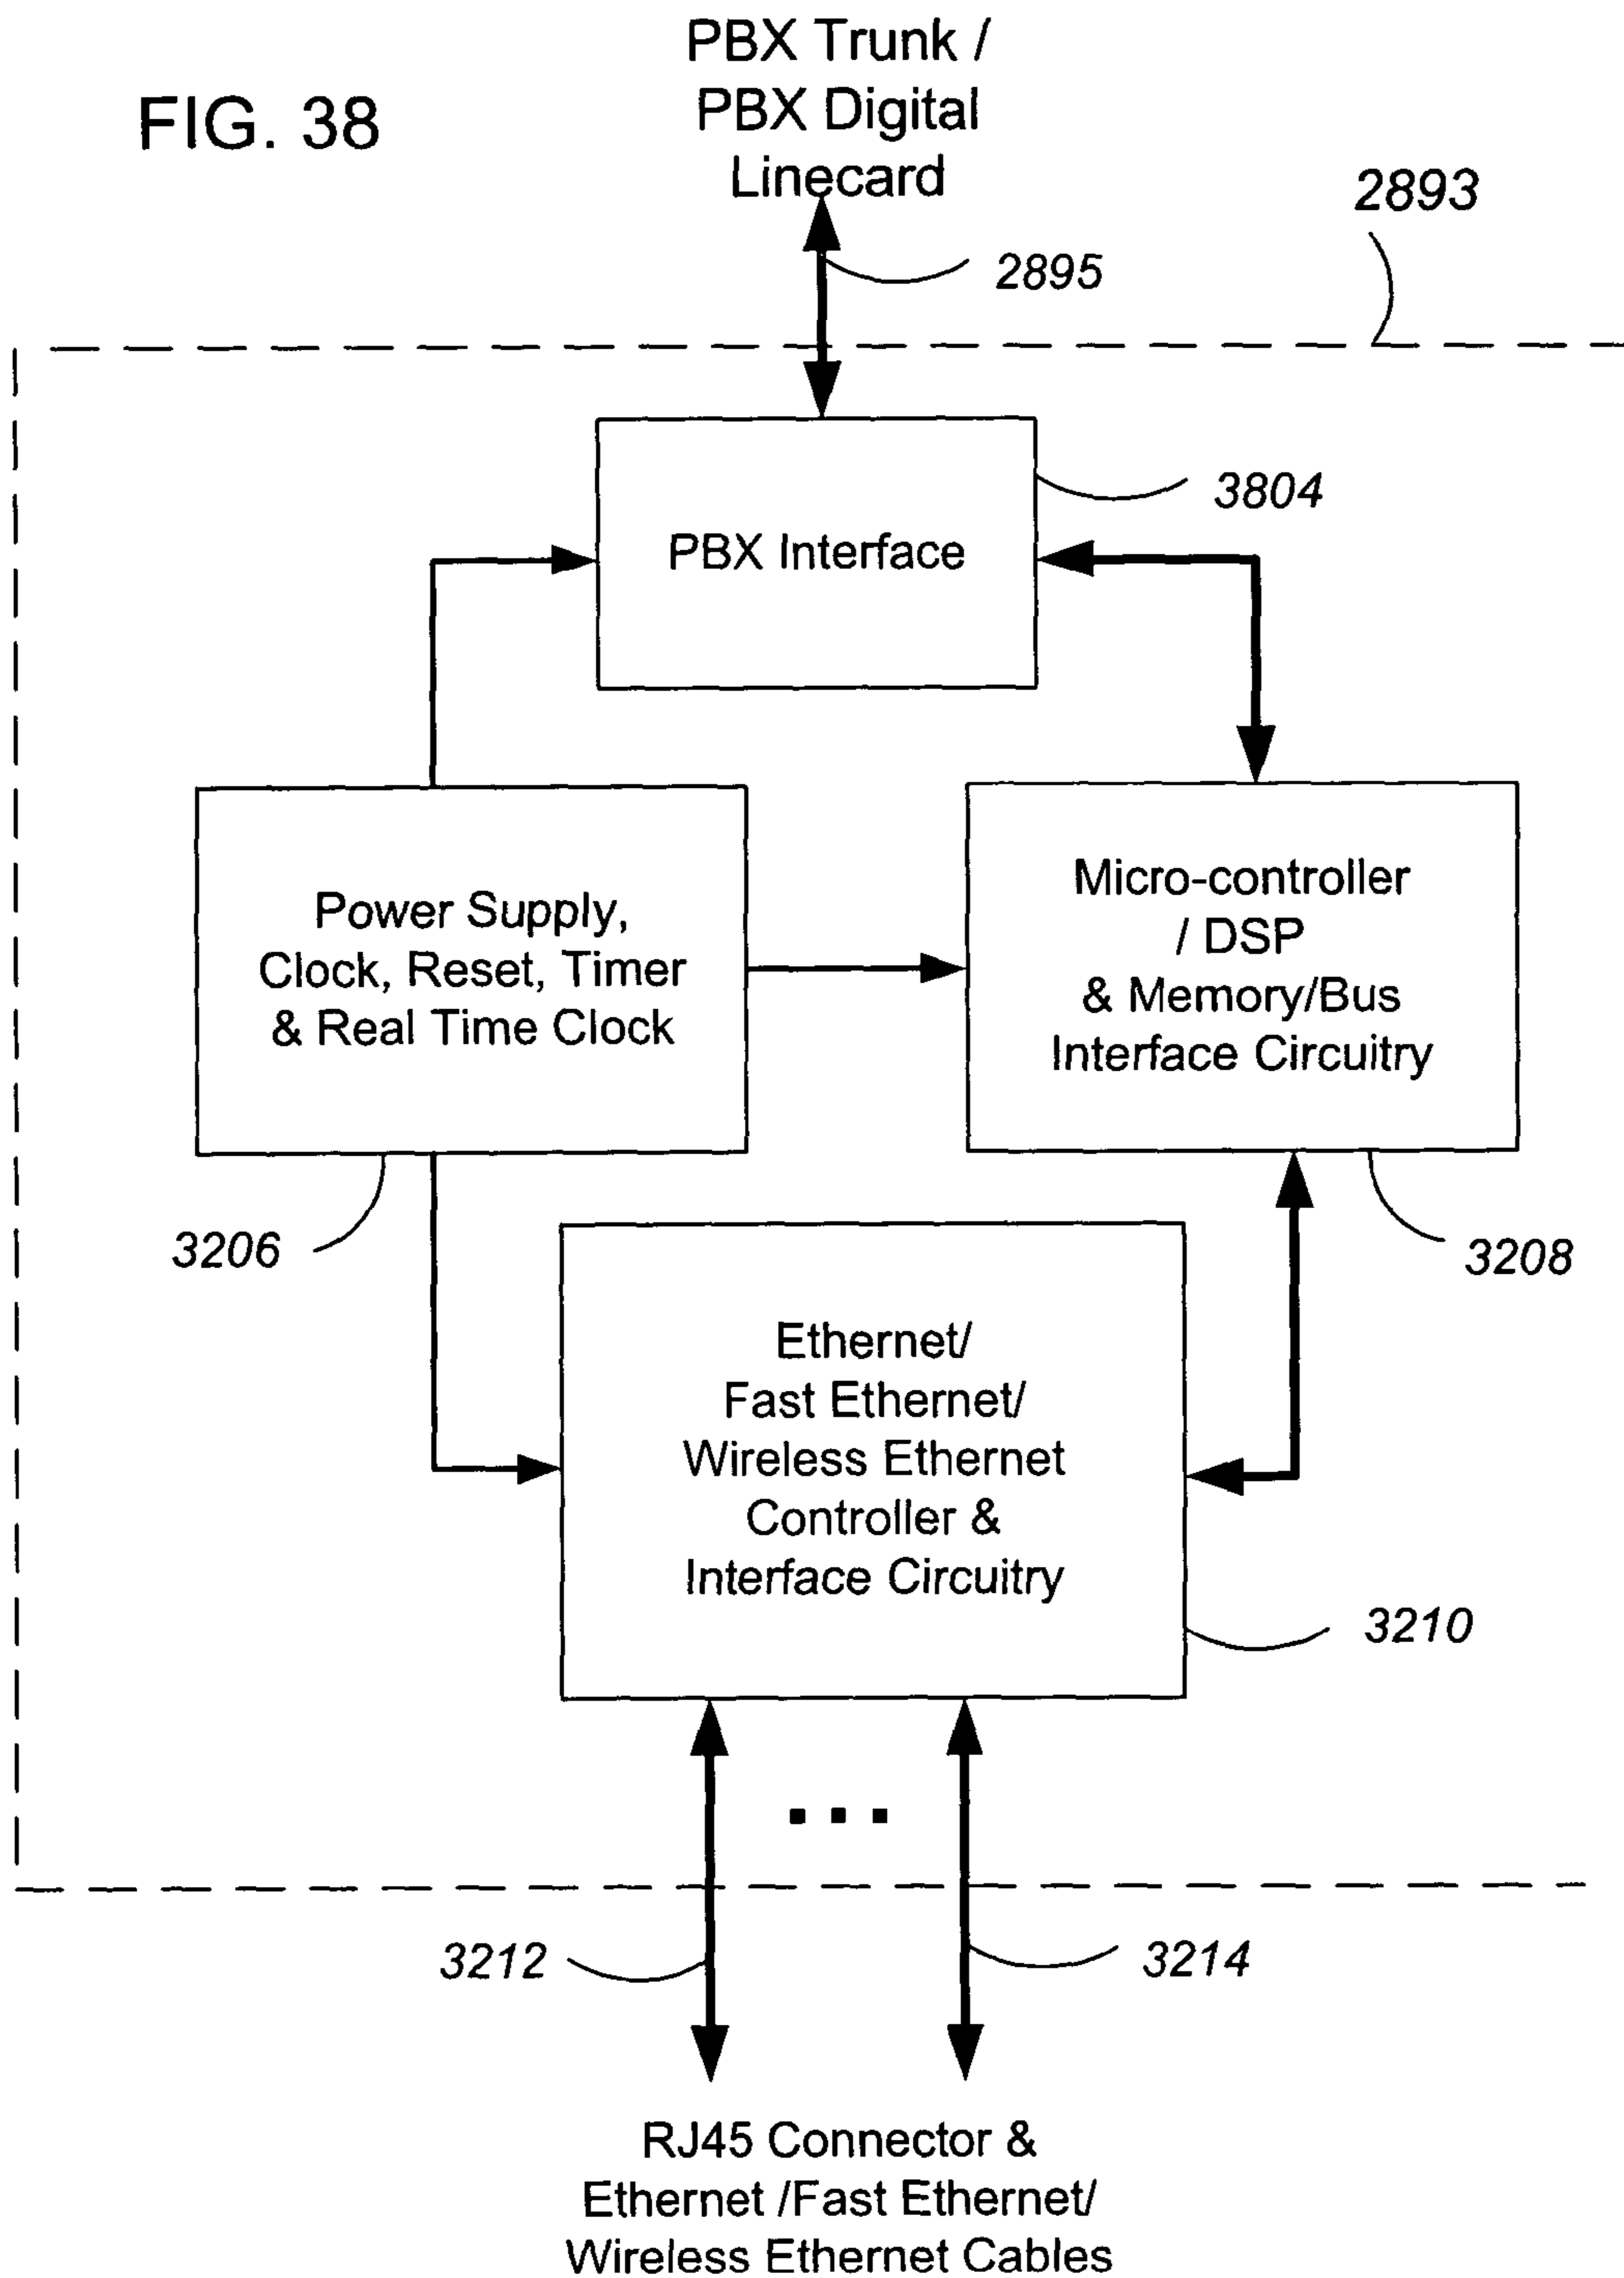 PBX Trunk /
PBX Digital
Linecard
FIG. 38
2893
2895
3804
PBX Interface
Power Supply,
Clock, Reset, Timer
& Real Time Clock
Micro-controller
/ DSP
& Memory/Bus
Interface Circuitry
3206
3208
Ethernet/
Fast Ethernet/
Wireless Ethernet
Controller &
Interface Circuitry
3210
3212
3214
RJ45 Connector &
Ethernet /Fast Ethernet/
Wireless Ethernet Cables